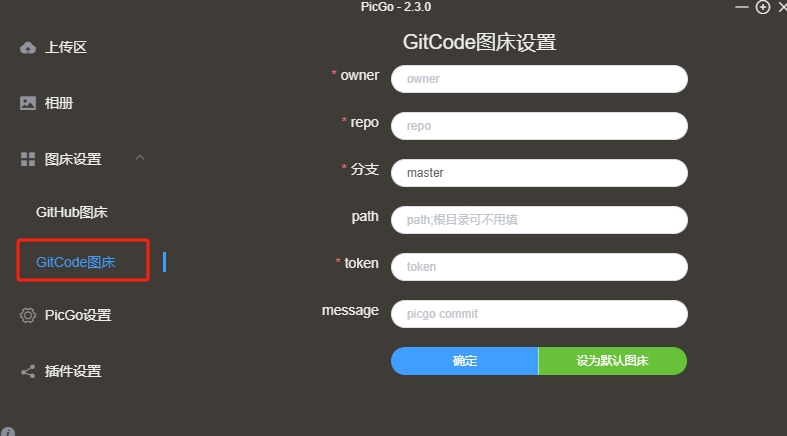 PicGo - 2.3.0
上传区
相册
图床设置
GitHub图床
GitCode图床
PicGo设置
插件设置
GitCode图床设置
* owner
owner
* repo
repo
* 分支
master
path
path;根目录可不用填
* token
token
message
picgo commit
确定
设为默认图床